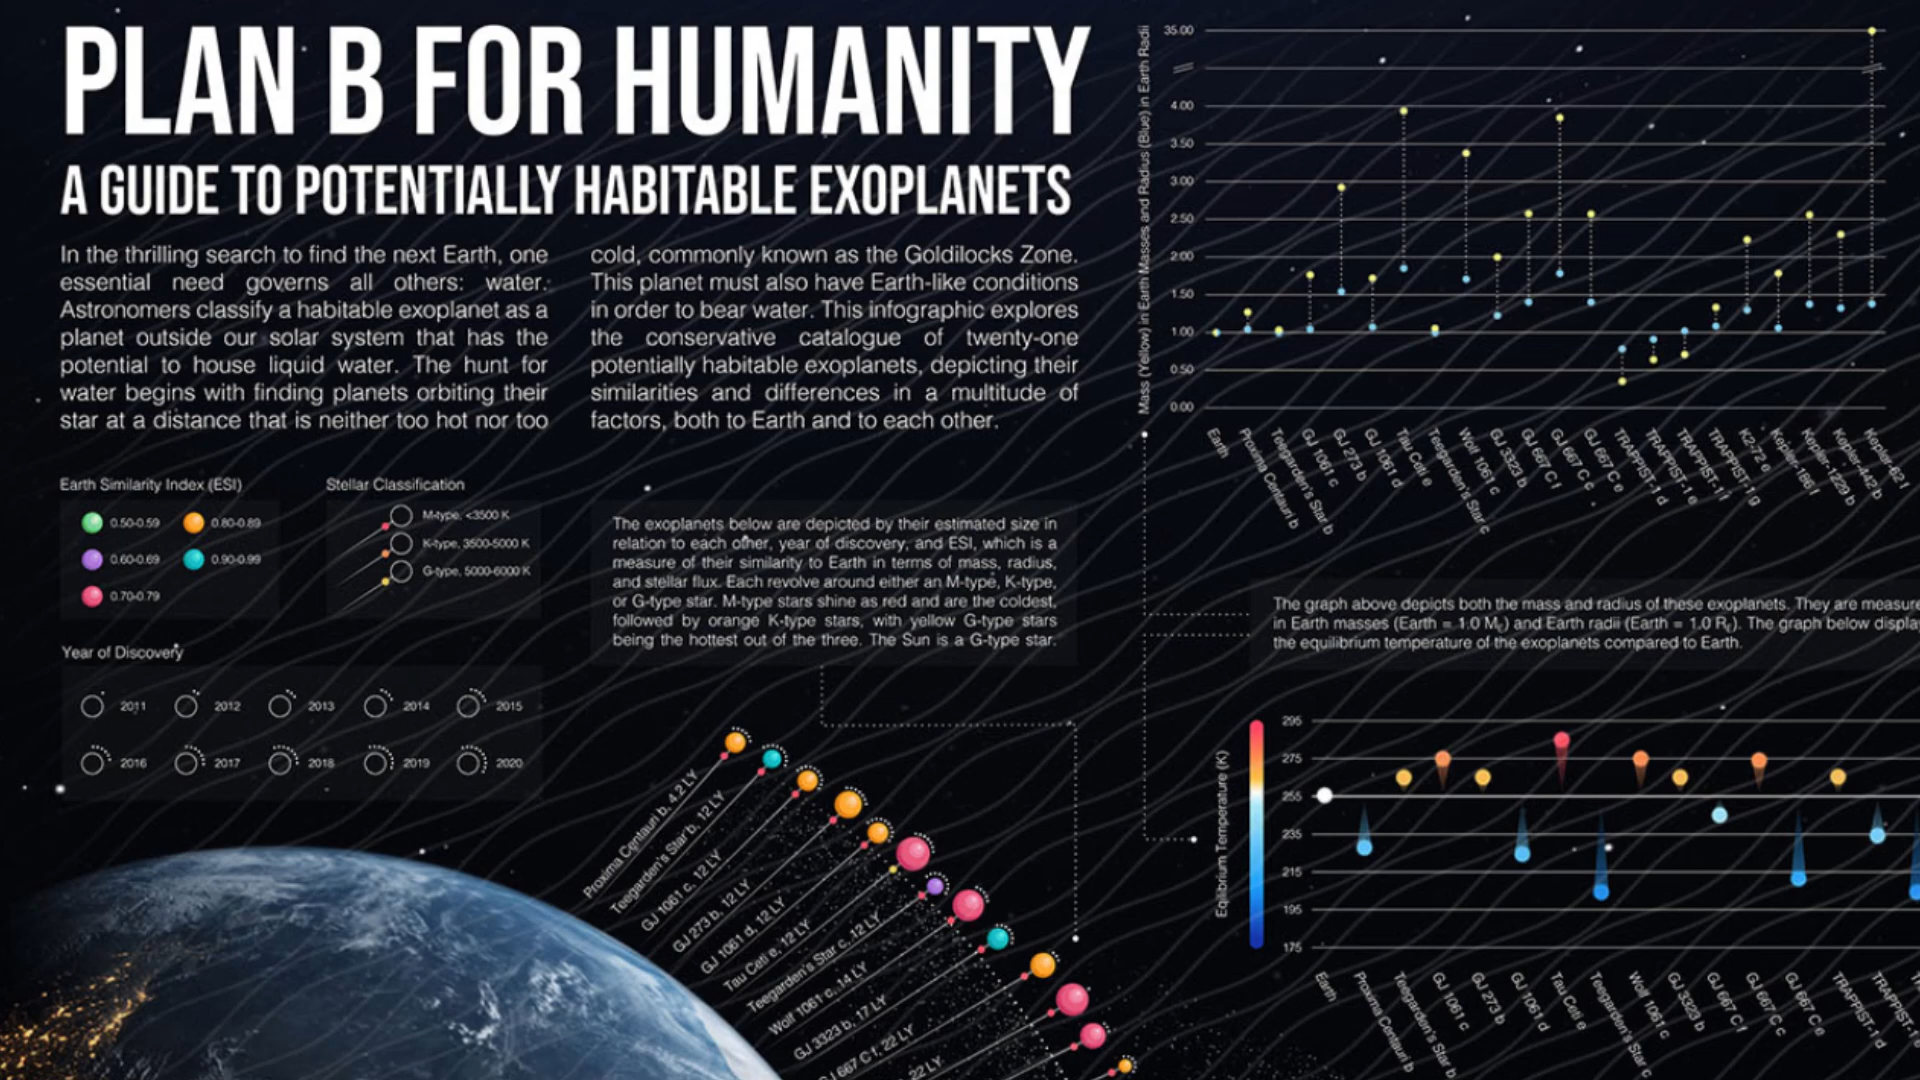 PLAN B FOR HUMANITY
A GUIDE TO POTENTIALLY HABITABLE EXOPLANETS
In the thrilling search to find the next Earth, one
essential need governs all others: water.
Astronomers classify a habitable exoplanet as a
planet outside our solar system that has the
potential to house liquid water. The hunt for
water begins with finding planets orbiting their
star at a distance that is neither too hot nor too
cold, commonly known as the Goldilocks Zone.
This planet must also have Earth-like conditions
in order to bear water. This infographic explores
the conservative catalogue of twenty-one
potentially habitable exoplanets, depicting their
similarities and differences in a multitude of
factors, both to Earth and to each other.
Earth Similarity Index (ESI)
0.50-0.59
0.60-0.69
0.70-0.79
0.80-0.89
0.90-0.99
Stellar Classification
M-type, <3500 K
K-type, 3500-5000 K
G-type, 5000-6000 K
Year of Discovery
2011
2012
2013
2014
2015
2016
2017
2018
2019
2020
The exoplanets below are depicted by their estimated size in
relation to each other, year of discovery, and ESI, which is a
measure of their similarity to Earth in terms of mass, radius,
and stellar flux. Each revolve around either an M-type, K-type,
or G-type star. M-type stars shine as red and are the coldest,
followed by orange K-type stars, with yellow G-type stars
being the hottest out of the three. The Sun is a G-type star.
Proxima Centauri b, 4.2 LY
Teegarden's Star b, 12 LY
GJ 1061 c, 12 LY
GJ 273 b, 12 LY
GJ 1061 d, 12 LY
Tau Ceti e, 12 LY
Teegarden's Star c, 12 LY
Wolf 1061 c, 14 LY
GJ 3323 b, 17 LY
667 C f, 22 LY
22 LY
Mass (Yellow) in Earth Masses and Radius (Blue) in Earth Radii
35.00
4.00
3.50
3.00
2.50
2.00
1.50
1.00
0.50
0.00
Earth
Proxima Centauri b
Teegarden's Star b
GJ 1061 c
GJ 273 b
GJ 1061 d
Tau Ceti e
Teegarden's Star c
Wolf 1061 c
GJ 3323 b
GJ 667 C f
GJ 667 C c
GJ 667 C e
TRAPPIST-1 d
TRAPPIST-1 e
TRAPPIST-1 f
TRAPPIST-1 g
K2-72 e
Kepler-186 f
Kepler-1229 b
Kepler-442 b
Kepler-62 f
The graph above depicts both the mass and radius of these exoplanets. They are measure
in Earth masses (Earth = 1.0 M) and Earth radii (Earth = 1.0 R). The graph below displa
the equilibrium temperature of the exoplanets compared to Earth.
Equilibrium Temperature (K)
295
275
255
235
215
195
175
Earth
Proxima Centauri b
Teegarden's Star b
GJ 1061 c
GJ 273 b
GJ 1061 d
Tau Ceti e
Teegarden's Star c
Wolf 1061 c
GJ 3323 b
GJ 667 C f
GJ 667 C c
GJ 667 C e
TRAPPIST-1 d
TRAPPIST-1